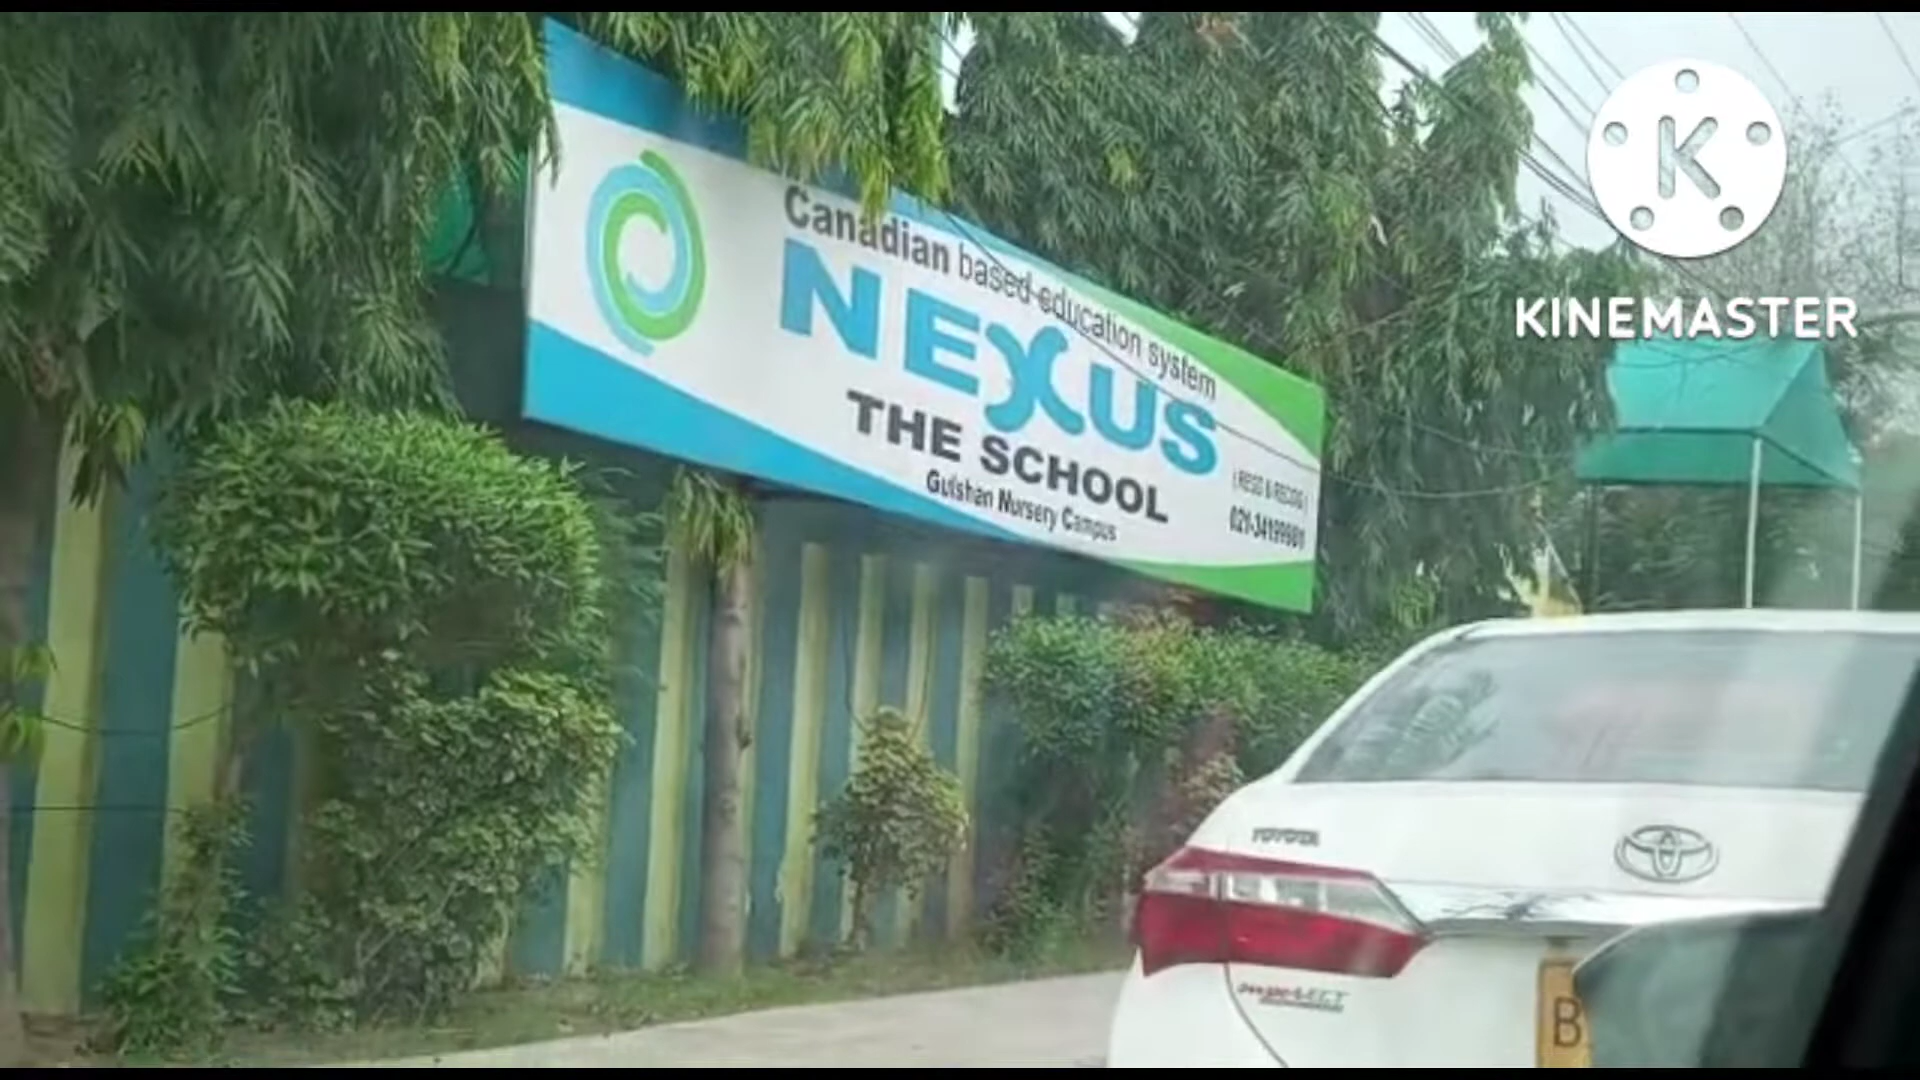 Canadian based education system
NEXUS
THE SCHOOL
Gulshan Nursery Campus
K
KINEMASTER
TOYOTA
B